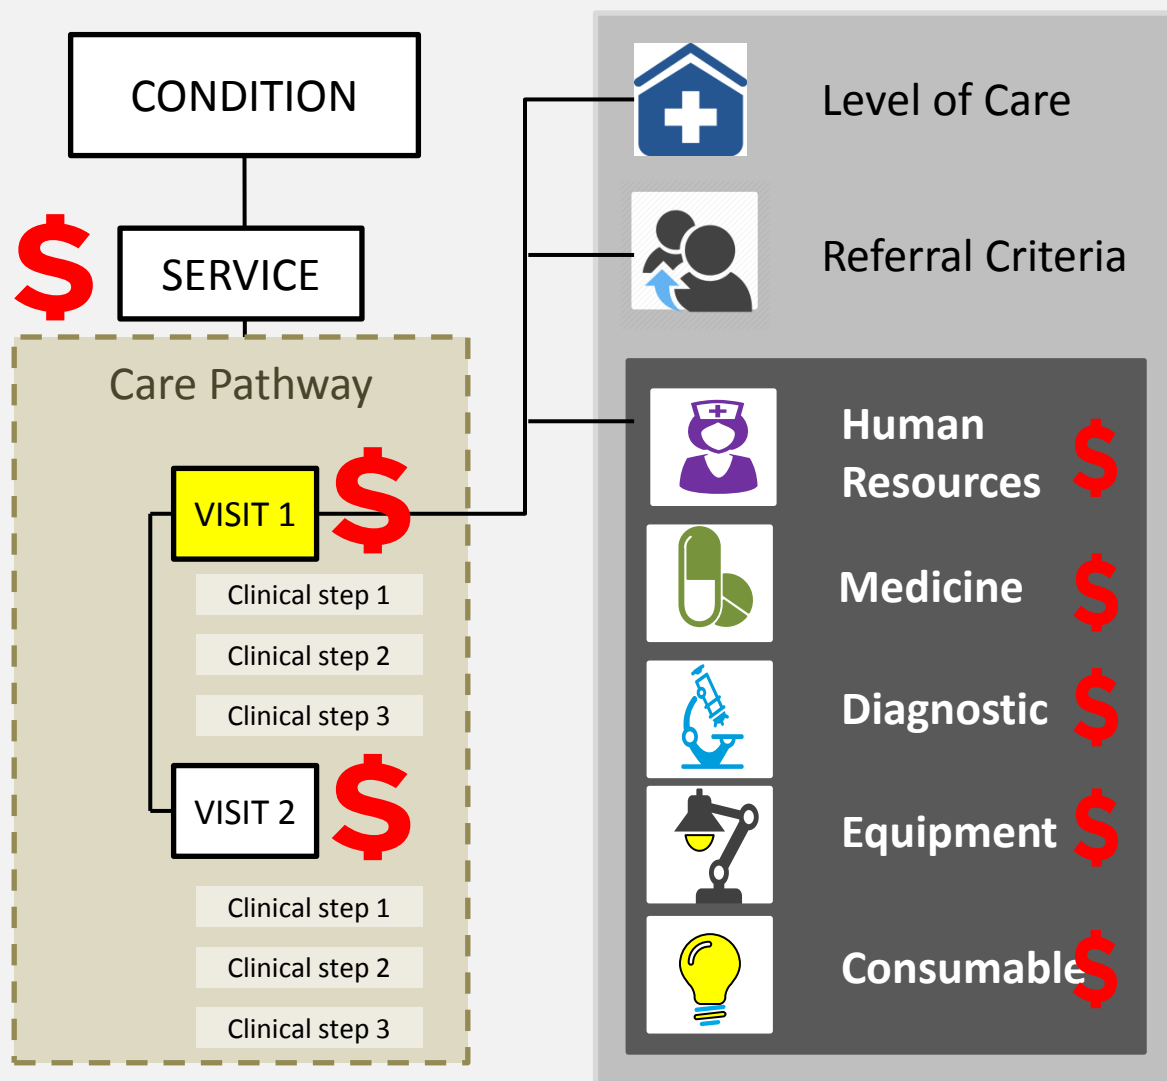 CONDITION
$
SERVICE
Care Pathway
VISIT 1
$
Clinical step 1
Clinical step 2
Clinical step 3
VISIT 2
$
Clinical step 1
Clinical step 2
Clinical step 3
Level of Care
Referral Criteria
Human
Resources
$
Medicine
$
Diagnostic
$
Equipment
$
Consumable
$